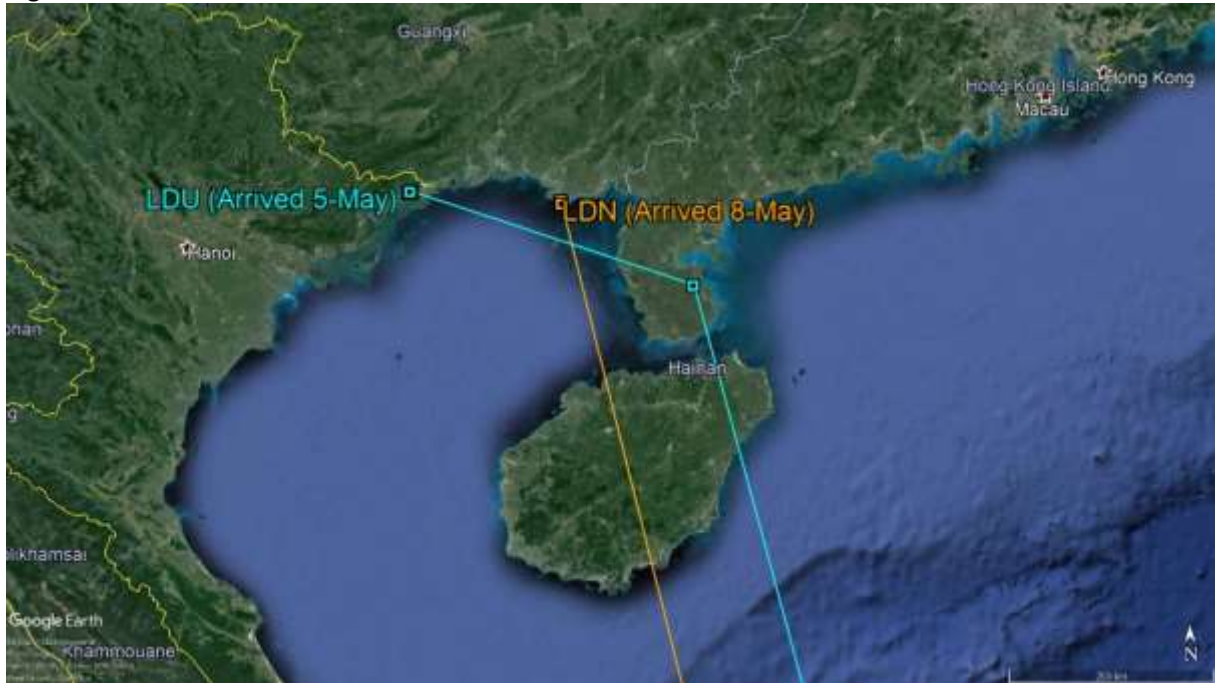 Guangxi
Hong Kong
Hong Kong Island
Macau
LDU (Arrived 5-May)
LDN (Arrived 8-May)
Hanoi
Hainan
Google Earth
Khammouane
N